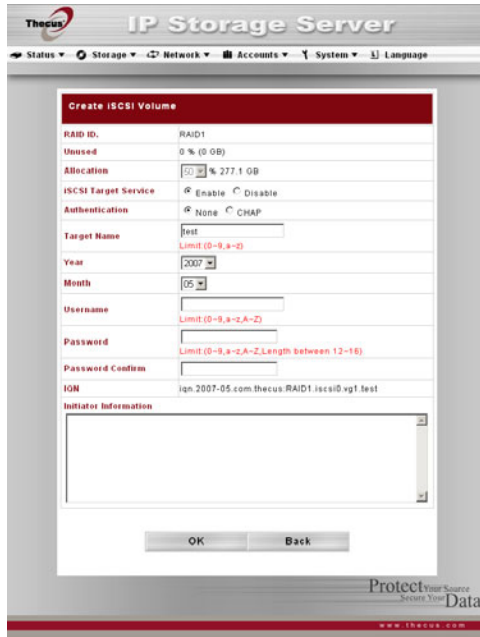 Thecus
IP Storage Server
Status Storage Network Accounts System Language
Create iSCSI Volume
RAID ID. RAID1
Unused 0 % (0 GB)
Allocation 50 % 277.1 GB
iSCSI Target Service Enable Disable
Authentication None CHAP
Target Name test
Limit:(0~9,a~z)
Year 2007
Month 05
Username
Limit:(0~9,a~z,A~Z)
Password
Limit:(0~9,a~z,A~Z,Length between 12~16)
Password Confirm
IQN iqn.2007-05.com.thecus:RAID1.iscsi0.vg1.test
Initiator Information
OK Back
Protect Your Source
Secure Your Data
www.thecus.com